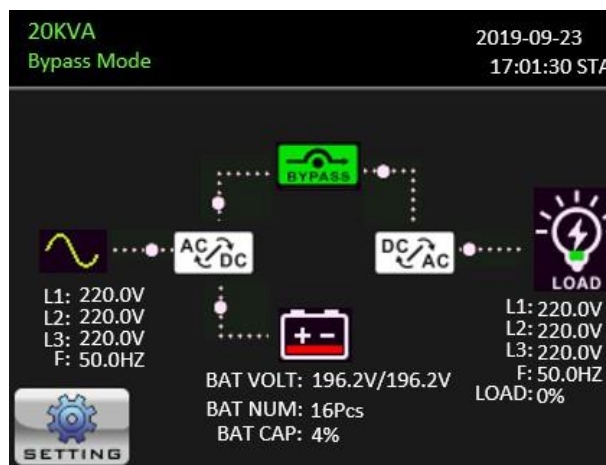 20KVA
Bypass Mode
2019-09-23
17:01:30 STA
BYPASS
AC
DC
DC
AC
LOAD
L1: 220.0V
L2: 220.0V
L3: 220.0V
F: 50.0HZ
L1: 220.0V
L2: 220.0V
L3: 220.0V
F: 50.0HZ
LOAD: 0%
BAT VOLT: 196.2V/196.2V
BAT NUM: 16Pcs
BAT CAP: 4%
SETTING